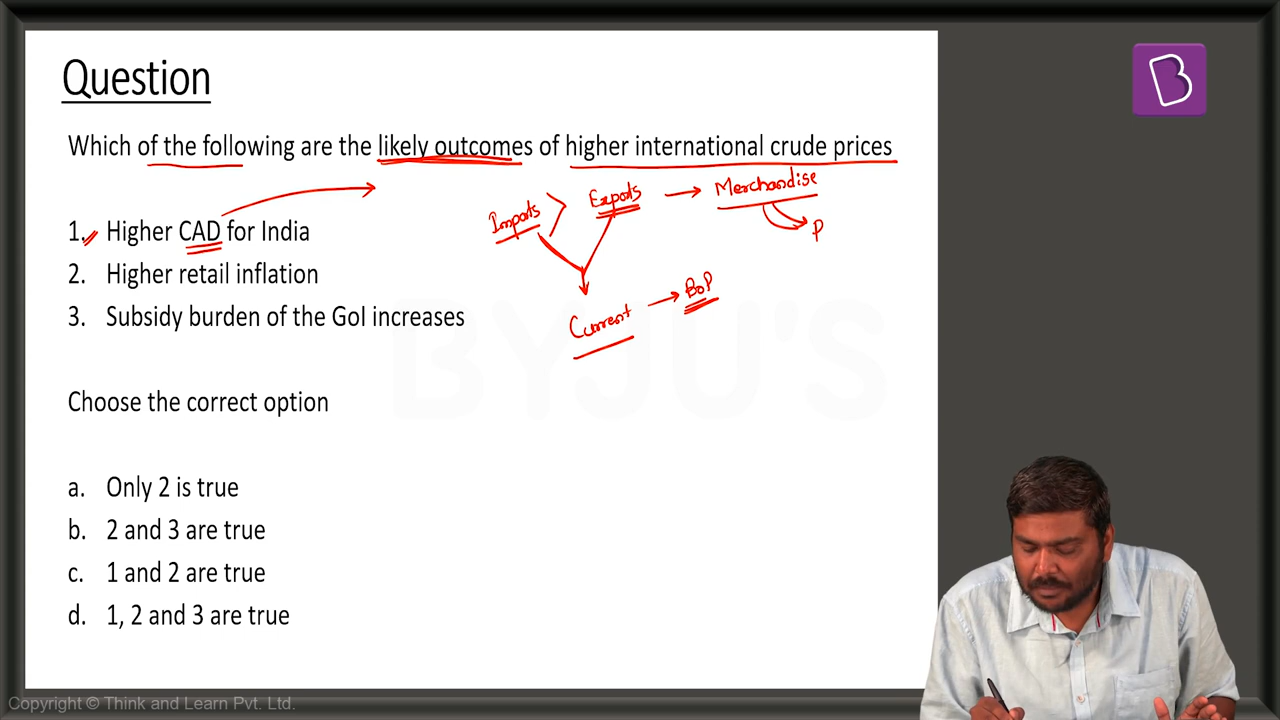 Question
Which of the following are the likely outcomes of higher international crude prices
Imports > Exports → Merchandise
P
1. Higher CAD for India
2. Higher retail inflation
Current → BoP
3. Subsidy burden of the GoI increases
BYJU'S
Choose the correct option
a. Only 2 is true
b. 2 and 3 are true
c. 1 and 2 are true
d. 1, 2 and 3 are true
Copyright © Think and Learn Pvt. Ltd.